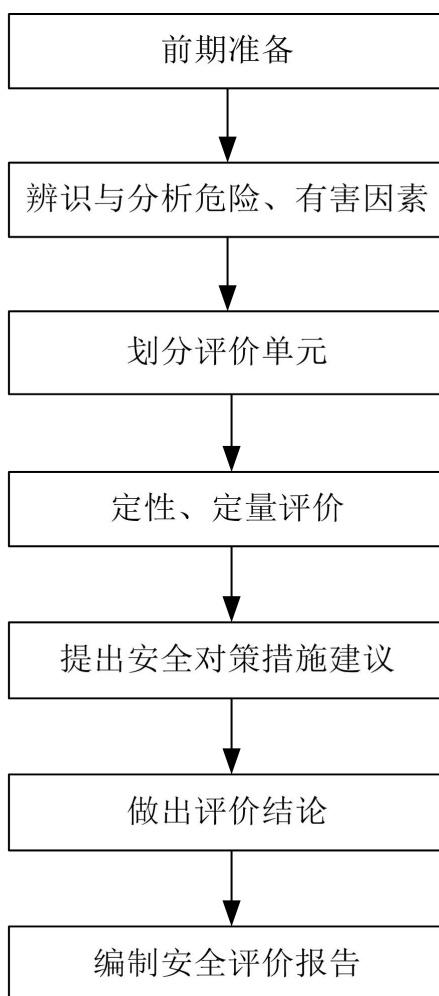 前期准备
辨识与分析危险、有害因素
划分评价单元
定性、定量评价
提出安全对策措施建议
做出评价结论
编制安全评价报告